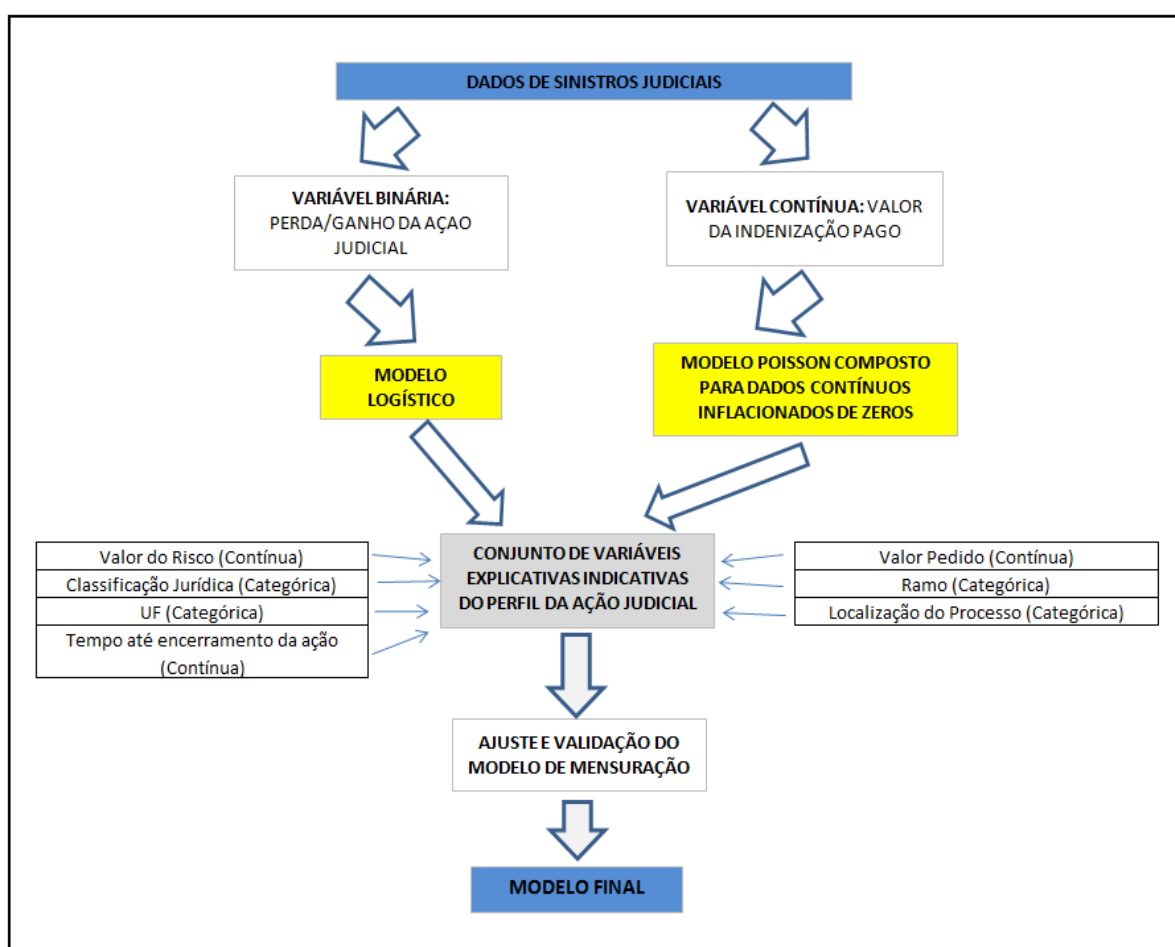 DADOS DE SINISTROS JUDICIAIS
VARIÁVEL BINÁRIA:
PERDA/GANHO DA AÇAO
JUDICIAL
VARIÁVEL CONTÍNUA: VALOR
DA INDENIZAÇÃO PAGO
MODELO
LOGÍSTICO
MODELO POISSON COMPOSTO
PARA DADOS CONTÍNUOS
INFLACIONADOS DE ZEROS
Valor do Risco (Contínua)
Classificação Jurídica (Categórica)
UF (Categórica)
Tempo até encerramento da ação
(Contínua)
CONJUNTO DE VARIÁVEIS
EXPLICATIVAS INDICATIVAS
DO PERFIL DA AÇÃO JUDICIAL
Valor Pedido (Contínua)
Ramo (Categórica)
Localização do Processo (Categórica)
AJUSTE E VALIDAÇÃO DO
MODELO DE MENSURAÇÃO
MODELO FINAL